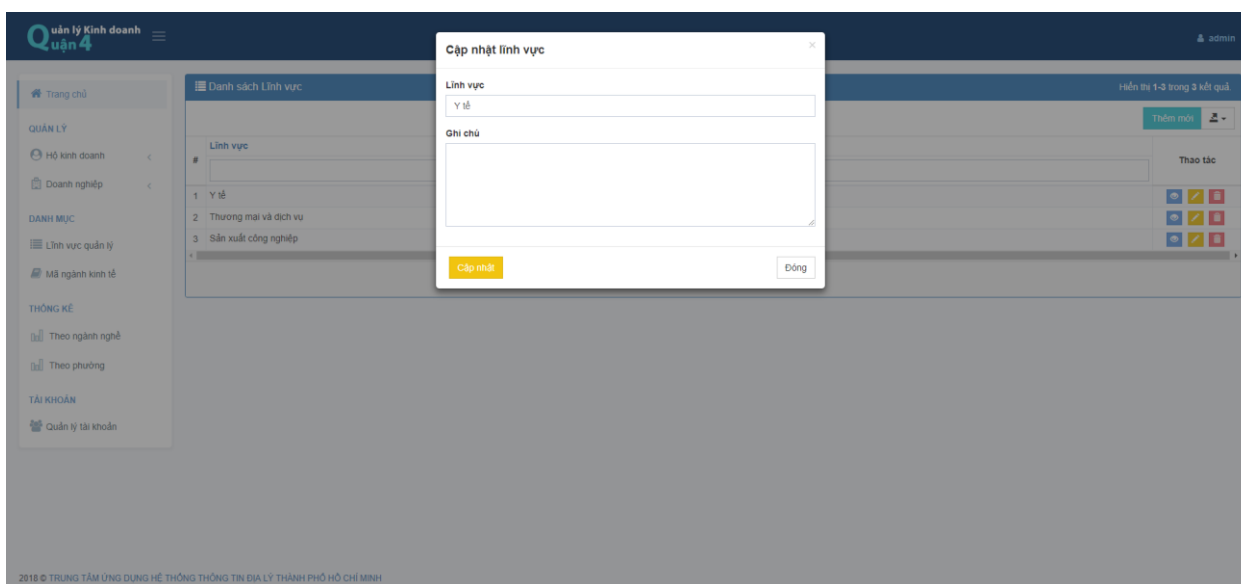 Quản lý Kinh doanh
Quận 4
admin
Cập nhật lĩnh vực
×
Lĩnh vực
Y tế
Ghi chú
Cập nhật
Đóng
Trang chủ
QUẢN LÝ
Hộ kinh doanh
Doanh nghiệp
DANH MỤC
Lĩnh vực quản lý
Mã ngành kinh tế
THỐNG KÊ
Theo ngành nghề
Theo phường
TÀI KHOẢN
Quản lý tài khoản
Danh sách Lĩnh vực
Hiển thị 1-3 trong 3 kết quả.
Thêm mới
# Lĩnh vực Thao tác
1 Y tế
2 Thương mại và dịch vụ
3 Sản xuất công nghiệp
2018 © TRUNG TÂM ỨNG DỤNG HỆ THỐNG THÔNG TIN ĐỊA LÝ THÀNH PHỐ HỒ CHÍ MINH